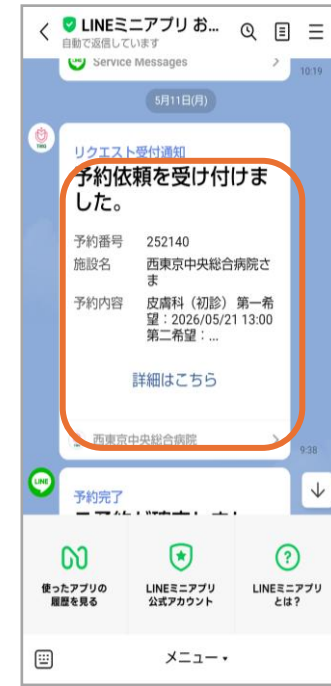 LINEミニアプリ お...
自動で返信しています
Service Messages
10:19
5月11日(月)
リクエスト受付通知
予約依頼を受け付けま
した。
予約番号 252140
施設名 西東京中央総合病院さ
ま
予約内容 皮膚科（初診） 第一希
望：2026/05/21 13:00
第二希望：...
詳細はこちら
西東京中央総合病院
9:38
LINE
予約完了
使ったアプリの
履歴を見る
LINEミニアプリ
公式アカウント
LINEミニアプリ
とは？
メニュー